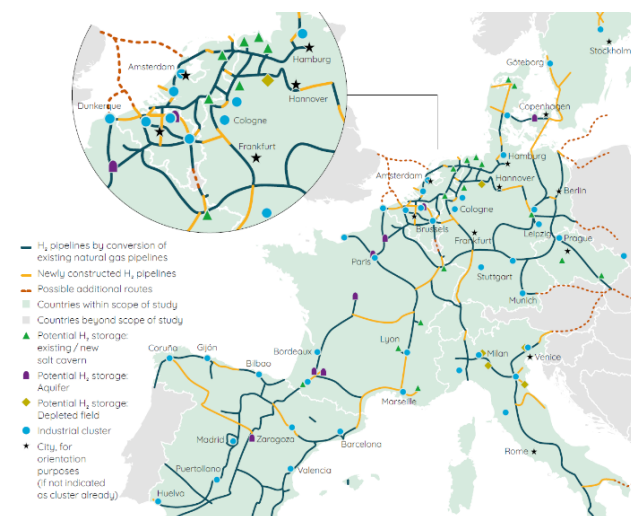 Hamburg
Amsterdam
Hannover
Dunkerque
Cologne
Frankfurt
Stockholm
Göteborg
Copenhagen
Hamburg
Amsterdam
Hannover
Berlin
Cologne
Brussels
Leipzig
Prague
Frankfurt
Paris
Stuttgart
Munich
Lyon
Milan
Venice
Bordeaux
Coruña
Gijón
Bilbao
Marseille
Madrid
Zaragoza
Barcelona
Rome
Puertollano
Valencia
Huelva
H₂ pipelines by conversion of
existing natural gas pipelines
Newly constructed H₂ pipelines
Possible additional routes
Countries within scope of study
Countries beyond scope of study
Potential H₂ storage:
existing / new
salt cavern
Potential H₂ storage:
Aquifer
Potential H₂ storage:
Depleted field
Industrial cluster
City, for
orientation
purposes
(if not indicated
as cluster already)